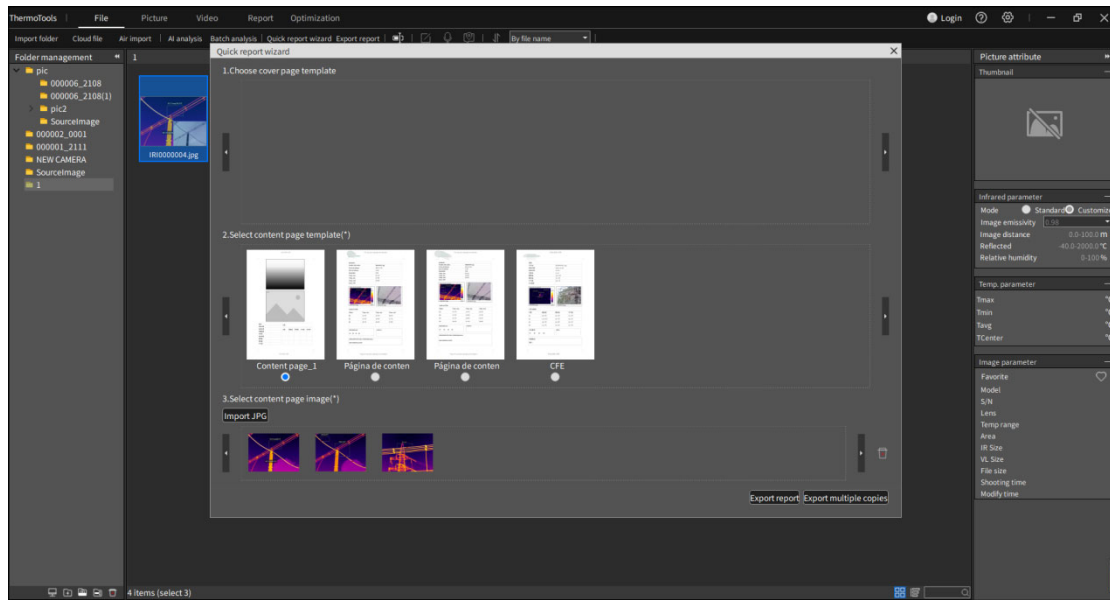 ThermoTools File Picture Video Report Optimization Login
Import folder Cloud file Air import AI analysis Batch analysis Quick report wizard Export report By file name
Folder management 1 Quick report wizard Picture attribute
pic
000006_2108
000006_2108(1)
pic2
SourceImage
000002_0001
000001_2111
NEW CAMERA
SourceImage
1
IRI0000004.jpg
1.Choose cover page template
2.Select content page template(*)
Content page_1 Página de conten Página de conten CFE
3.Select content page image(*)
Import JPG
Export report Export multiple copies
Thumbnail
Infrared parameter
Mode Standard Customize
Image emissivity 0.98
Image distance 0.0-100.0 m
Reflected -40.0-2000.0 °C
Relative humidity 0-100 %
Temp. parameter
Tmax
Tmin
Tavg
TCenter
Image parameter
Favorite
Model
S/N
Lens
Temp range
Area
IR Size
VL Size
File size
Shooting time
Modify time
4 items (select 3)